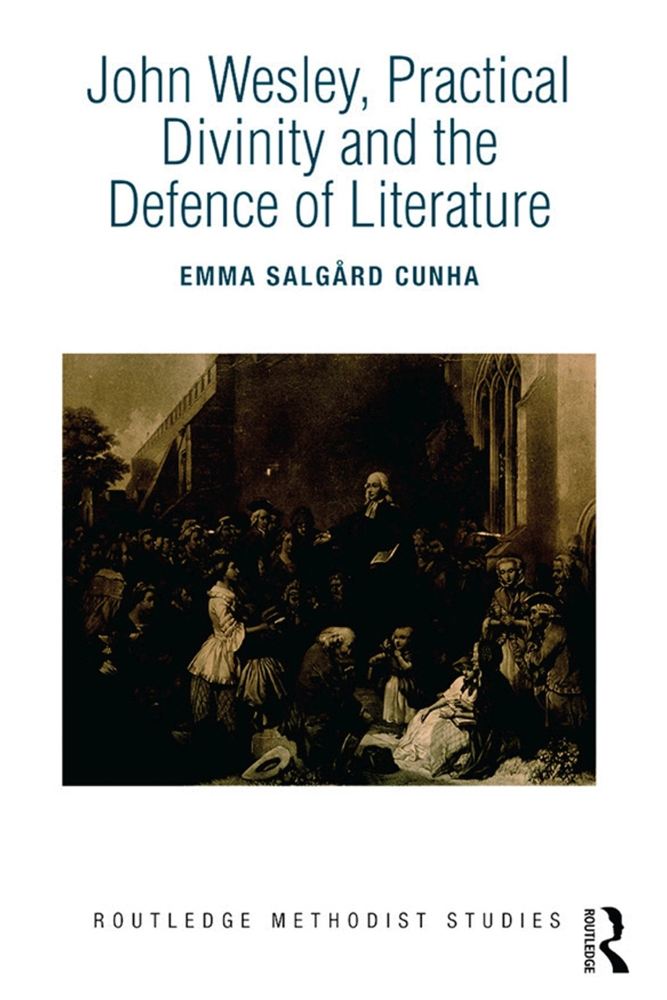 John Wesley, Practical
Divinity and the
Defence of Literature
EMMA SALGÅRD CUNHA
ROUTLEDGE METHODIST STUDIES
ROUTLEDGE